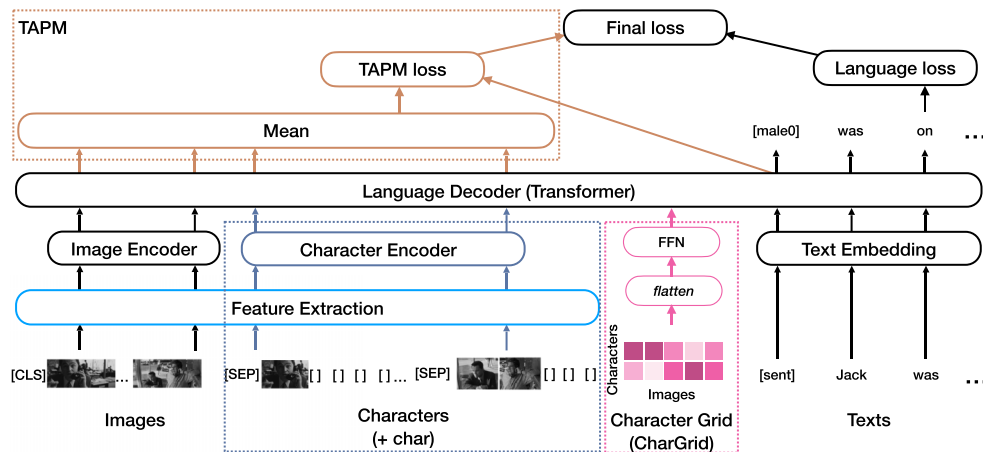 TAPM
Final loss
TAPM loss
Language loss
Mean
[male0] was on ...
Language Decoder (Transformer)
Image Encoder
Character Encoder
FFN
Text Embedding
flatten
Feature Extraction
Characters
[CLS] ... [SEP] [ ] [ ] [ ] [ ] ... [SEP] [ ] [ ] [ ]
Images
[sent] Jack was ...
Images
Characters
(+ char)
Character Grid
(CharGrid)
Texts